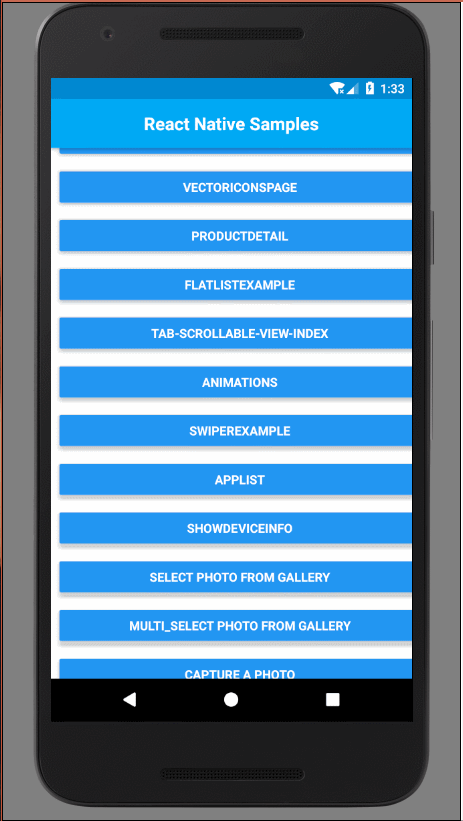 1:33
React Native Samples
VECTORICONSPAGE
PRODUCTDETAIL
FLATLISTEXAMPLE
TAB-SCROLLABLE-VIEW-INDEX
ANIMATIONS
SWIPEREXAMPLE
APPLIST
SHOWDEVICEINFO
SELECT PHOTO FROM GALLERY
MULTI_SELECT PHOTO FROM GALLERY
CAPTURE A PHOTO